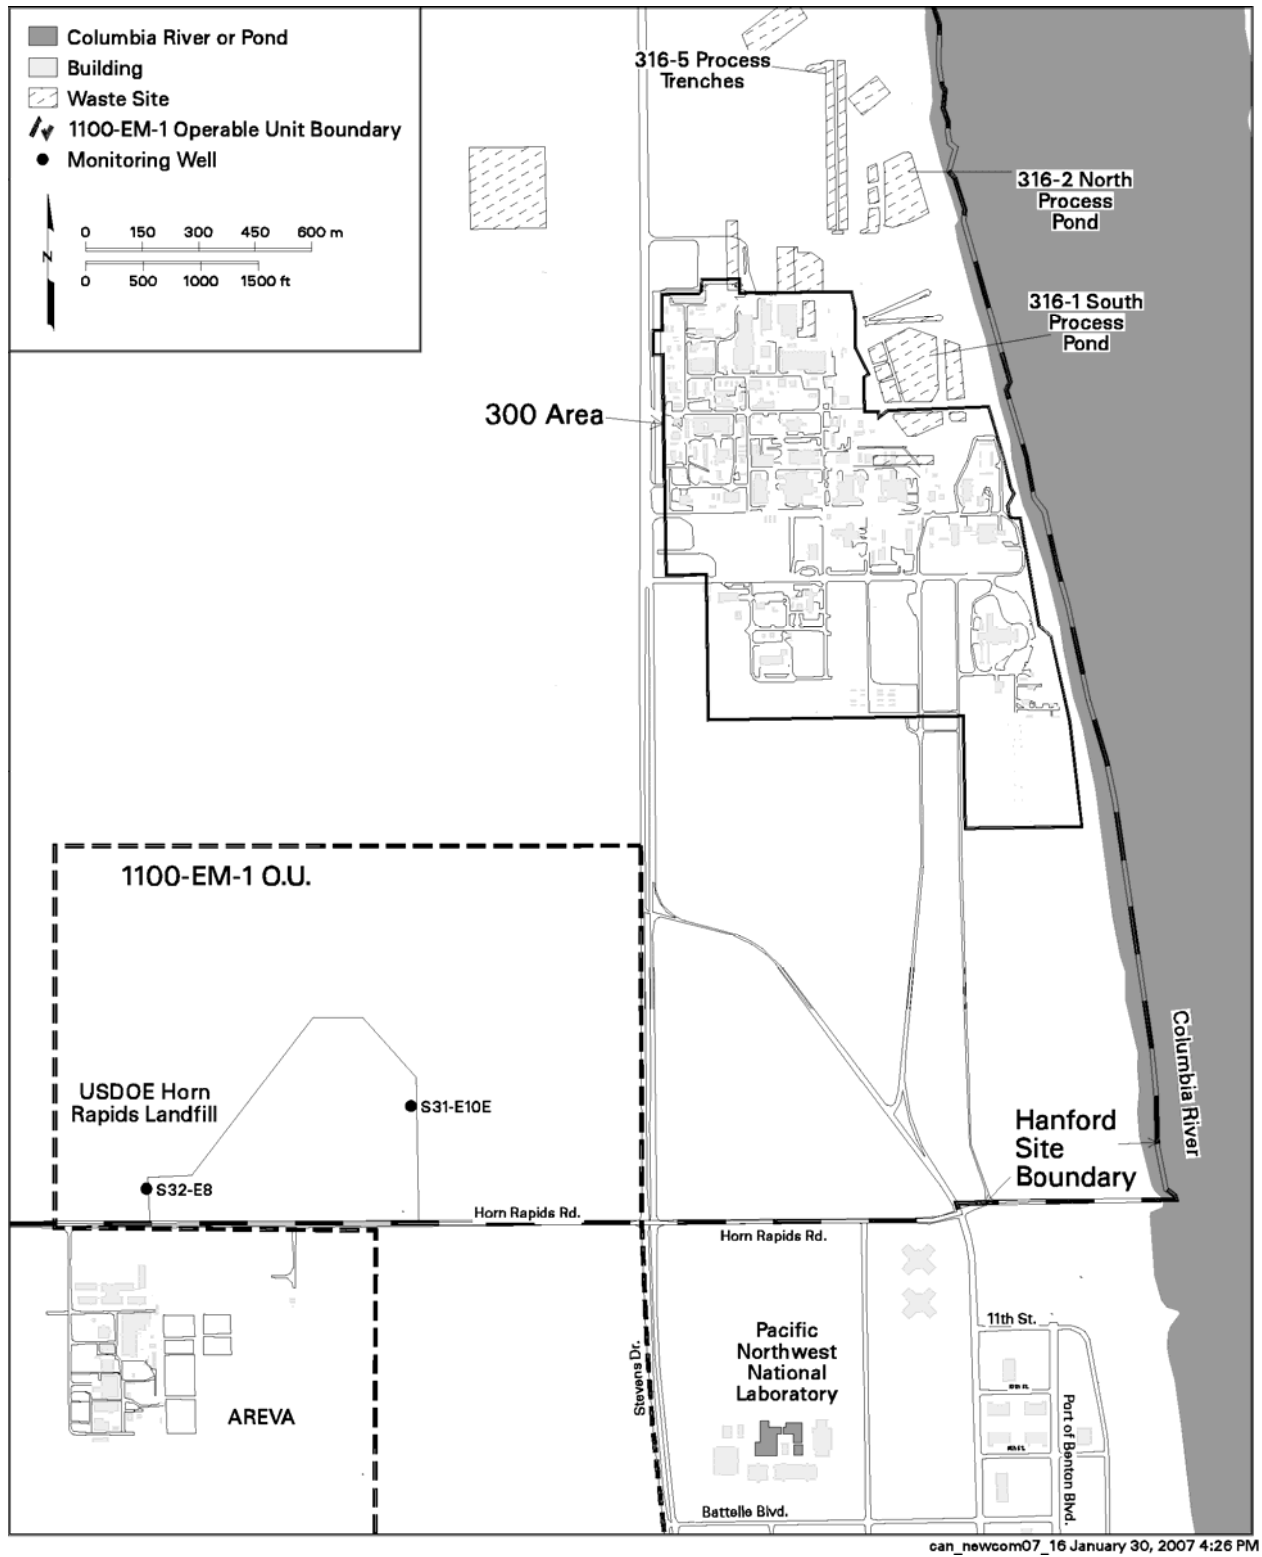 Columbia River or Pond
Building
Waste Site
1100-EM-1 Operable Unit Boundary
Monitoring Well
N
0 150 300 450 600 m
0 500 1000 1500 ft
316-5 Process
Trenches
316-2 North
Process
Pond
316-1 South
Process
Pond
300 Area
1100-EM-1 O.U.
USDOE Horn
Rapids Landfill
S31-E10E
S32-E8
Columbia River
Hanford
Site
Boundary
Horn Rapids Rd.
Horn Rapids Rd.
11th St.
Pacific
Northwest
National
Laboratory
Stevens Dr.
AREVA
Port of Benton Blvd.
Battelle Blvd.
can_newcom07_16 January 30, 2007 4:26 PM